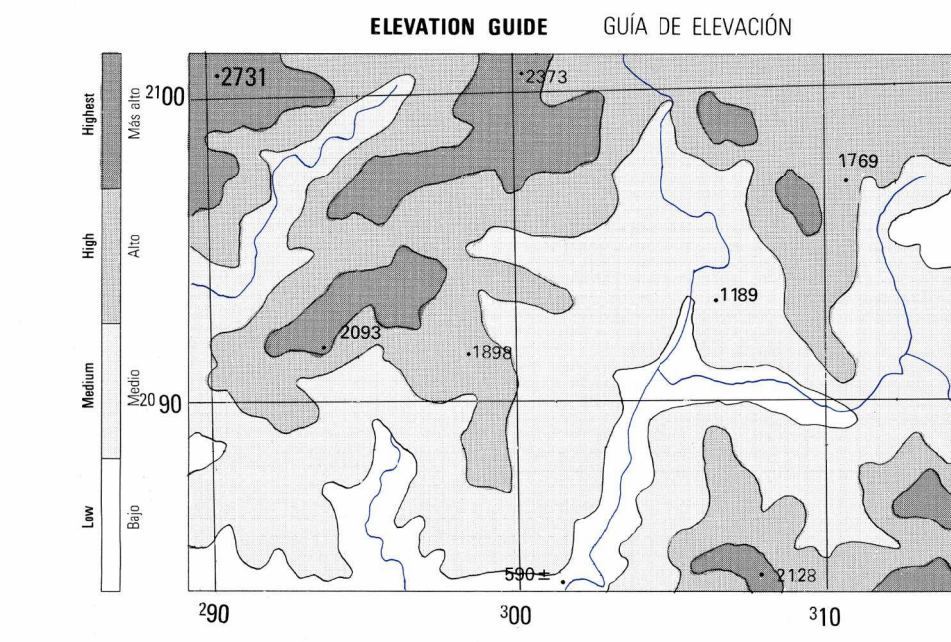 ELEVATION GUIDE GUÍA DE ELEVACIÓN
Highest Más alto
High Alto
Medium Medio
Low Bajo
2100
2731
2373
1769
1189
2093
1898
2090
590±
2128
290 300 310